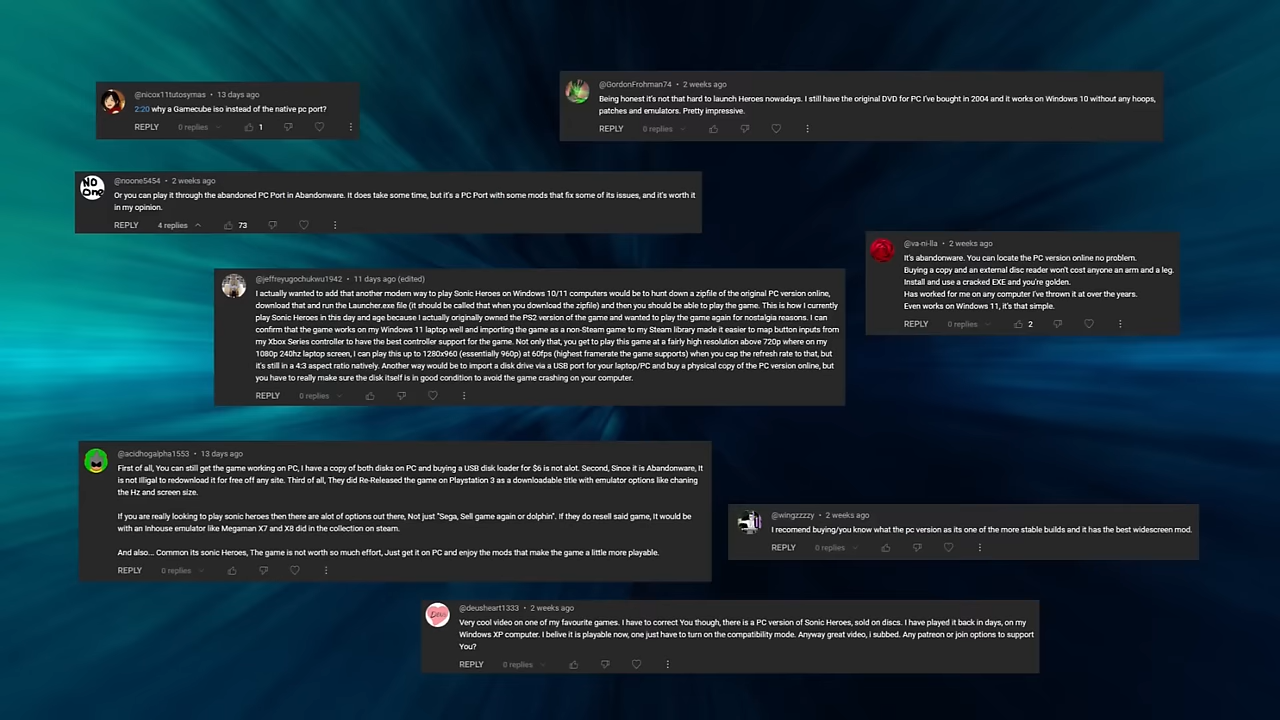 @nicox11tutosymas • 13 days ago
2:20 why a Gamecube iso instead of the native pc port?
REPLY 0 replies 1
@GordonFrohman74 • 2 weeks ago
Being honest it's not that hard to launch Heroes nowadays. I still have the original DVD for PC I've bought in 2004 and it works on Windows 10 without any hoops,
patches and emulators. Pretty impressive.
REPLY 0 replies
NO
One
@noone5454 • 2 weeks ago
Or you can play it through the abandoned PC Port in Abandonware. It does take some time, but it's a PC Port with some mods that fix some of its issues, and it's worth it
in my opinion.
REPLY 4 replies 73
@va-ni-lla • 2 weeks ago
It's abandonware. You can locate the PC version online no problem.
Buying a copy and an external disc reader won't cost anyone an arm and a leg.
Install and use a cracked EXE and you're golden.
Has worked for me on any computer I've thrown it at over the years.
Even works on Windows 11, it's that simple.
REPLY 0 replies 2
@jeffreyugochukwu1942 • 11 days ago (edited)
I actually wanted to add that another modern way to play Sonic Heroes on Windows 10/11 computers would be to hunt down a zipfile of the original PC version online,
download that and run the Launcher.exe file (it should be called that when you download the zipfile) and then you should be able to play the game. This is how I currently
play Sonic Heroes in this day and age because I actually originally owned the PS2 version of the game and wanted to play the game again for nostalgia reasons. I can
confirm that the game works on my Windows 11 laptop well and importing the game as a non-Steam game to my Steam library made it easier to map button inputs from
my Xbox Series controller to have the best controller support for the game. Not only that, you get to play this game at a fairly high resolution above 720p where on my
1080p 240hz laptop screen, I can play this up to 1280x960 (essentially 960p) at 60fps (highest framerate the game supports) when you cap the refresh rate to that, but
it's still in a 4:3 aspect ratio natively. Another way would be to import a disk drive via a USB port for your laptop/PC and buy a physical copy of the PC version online, but
you have to really make sure the disk itself is in good condition to avoid the game crashing on your computer.
REPLY 0 replies
@acidhogalpha1553 • 13 days ago
First of all, You can still get the game working on PC, I have a copy of both disks on PC and buying a USB disk loader for $6 is not alot. Second, Since it is Abandonware, It
is not Illigal to redownload it for free off any site. Third of all, They did Re-Released the game on Playstation 3 as a downloadable title with emulator options like chaning
the Hz and screen size.
If you are really looking to play sonic heroes then there are alot of options out there, Not just "Sega, Sell game again or dolphin". If they do resell said game, It would be
with an Inhouse emulator like Megaman X7 and X8 did in the collection on steam.
And also... Common its sonic Heroes, The game is not worth so much effort, Just get it on PC and enjoy the mods that make the game a little more playable.
REPLY 0 replies
@wingzzzzy • 2 weeks ago
I recomend buying/you know what the pc version as its one of the more stable builds and it has the best widescreen mod.
REPLY 0 replies
@deusheart1333 • 2 weeks ago
Very cool video on one of my favourite games. I have to correct You though, there is a PC version of Sonic Heroes, sold on discs. I have played it back in days, on my
Windows XP computer. I belive it is playable now, one just have to turn on the compatibility mode. Anyway great video, i subbed. Any patreon or join options to support
You?
REPLY 0 replies